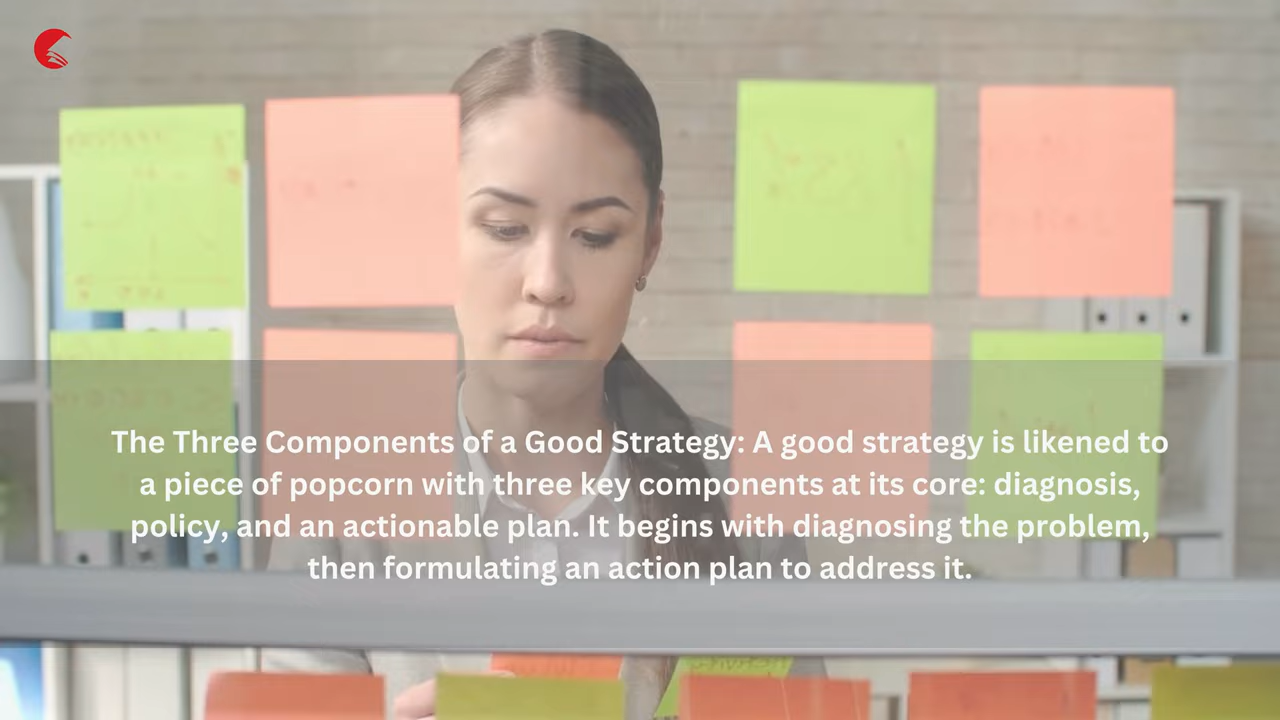 The Three Components of a Good Strategy: A good strategy is likened to
a piece of popcorn with three key components at its core: diagnosis,
policy, and an actionable plan. It begins with diagnosing the problem,
then formulating an action plan to address it.